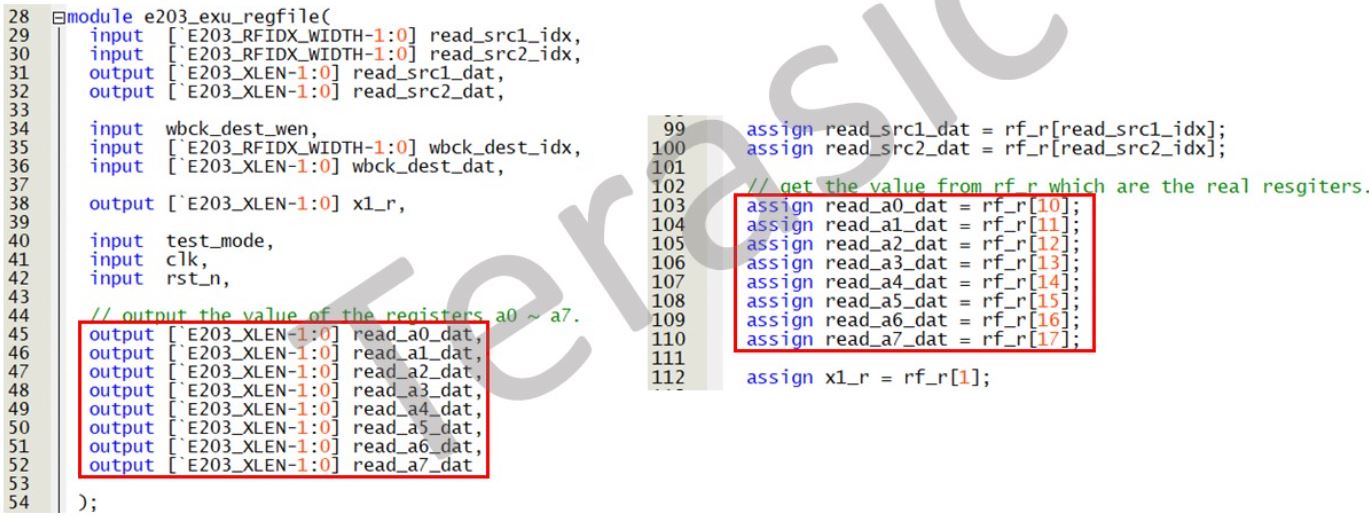 28 module e203_exu_regfile(
29 input [`E203_RFIDX_WIDTH-1:0] read_src1_idx,
30 input [`E203_RFIDX_WIDTH-1:0] read_src2_idx,
31 output [`E203_XLEN-1:0] read_src1_dat,
32 output [`E203_XLEN-1:0] read_src2_dat,
33
34 input wbck_dest_wen,
35 input [`E203_RFIDX_WIDTH-1:0] wbck_dest_idx,
36 input [`E203_XLEN-1:0] wbck_dest_dat,
37
38 output [`E203_XLEN-1:0] x1_r,
39
40 input test_mode,
41 input clk,
42 input rst_n,
43
44 // output the value of the registers a0 ~ a7.
45 output [`E203_XLEN-1:0] read_a0_dat,
46 output [`E203_XLEN-1:0] read_a1_dat,
47 output [`E203_XLEN-1:0] read_a2_dat,
48 output [`E203_XLEN-1:0] read_a3_dat,
49 output [`E203_XLEN-1:0] read_a4_dat,
50 output [`E203_XLEN-1:0] read_a5_dat,
51 output [`E203_XLEN-1:0] read_a6_dat,
52 output [`E203_XLEN-1:0] read_a7_dat
53
54 );
99 assign read_src1_dat = rf_r[read_src1_idx];
100 assign read_src2_dat = rf_r[read_src2_idx];
101
102 // get the value from rf_r which are the real resgiters.
103 assign read_a0_dat = rf_r[10];
104 assign read_a1_dat = rf_r[11];
105 assign read_a2_dat = rf_r[12];
106 assign read_a3_dat = rf_r[13];
107 assign read_a4_dat = rf_r[14];
108 assign read_a5_dat = rf_r[15];
109 assign read_a6_dat = rf_r[16];
110 assign read_a7_dat = rf_r[17];
111
112 assign x1_r = rf_r[1];
Terasic